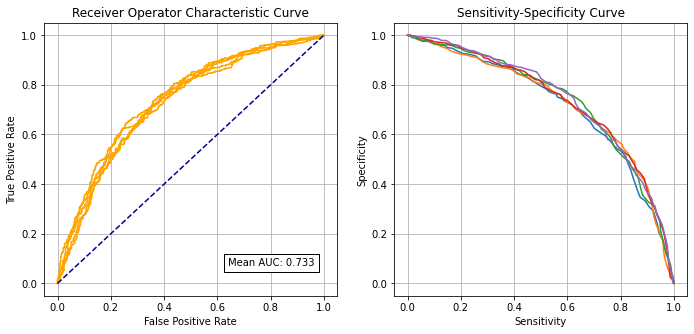 Receiver Operator Characteristic Curve
1.0
0.8
0.6
0.4
0.2
0.0
True Positive Rate
Mean AUC: 0.733
0.0 0.2 0.4 0.6 0.8 1.0
False Positive Rate
Sensitivity-Specificity Curve
1.0
0.8
0.6
0.4
0.2
0.0
Specificity
0.0 0.2 0.4 0.6 0.8 1.0
Sensitivity